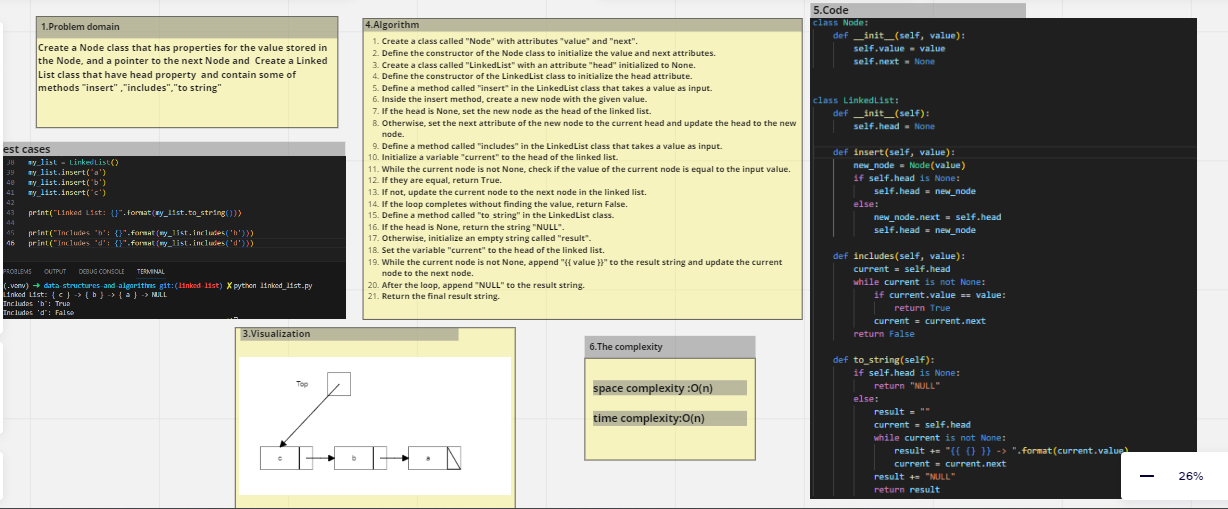 1.Problem domain
Create a Node class that has properties for the value stored in
the Node, and a pointer to the next Node and Create a Linked
List class that have head property and contain some of
methods "insert" ,"includes","to string"
est cases
38 my_list = LinkedList()
39 my_list.insert('a')
40 my_list.insert('b')
41 my_list.insert('c')
42
43 print("Linked List: {}".format(my_list.to_string()))
44
45 print("Includes 'b': {}".format(my_list.includes('b')))
46 print("Includes 'd': {}".format(my_list.includes('d')))
PROBLEMS OUTPUT DEBUG CONSOLE TERMINAL
(.venv) → data-structures-and-algorithms git:(linked-list) ✗ python linked_list.py
Linked List: { c } -> { b } -> { a } -> NULL
Includes 'b': True
Includes 'd': False
3.Visualization
Top
c b a
4.Algorithm
1. Create a class called "Node" with attributes "value" and "next".
2. Define the constructor of the Node class to initialize the value and next attributes.
3. Create a class called "LinkedList" with an attribute "head" initialized to None.
4. Define the constructor of the LinkedList class to initialize the head attribute.
5. Define a method called "insert" in the LinkedList class that takes a value as input.
6. Inside the insert method, create a new node with the given value.
7. If the head is None, set the new node as the head of the linked list.
8. Otherwise, set the next attribute of the new node to the current head and update the head to the new
node.
9. Define a method called "includes" in the LinkedList class that takes a value as input.
10. Initialize a variable "current" to the head of the linked list.
11. While the current node is not None, check if the value of the current node is equal to the input value.
12. If they are equal, return True.
13. If not, update the current node to the next node in the linked list.
14. If the loop completes without finding the value, return False.
15. Define a method called "to string" in the LinkedList class.
16. If the head is None, return the string "NULL".
17. Otherwise, initialize an empty string called "result".
18. Set the variable "current" to the head of the linked list.
19. While the current node is not None, append "{{ value }}" to the result string and update the current
node to the next node.
20. After the loop, append "NULL" to the result string.
21. Return the final result string.
6.The complexity
space complexity :O(n)
time complexity:O(n)
5.Code
class Node:
def __init__(self, value):
self.value = value
self.next = None
class LinkedList:
def __init__(self):
self.head = None
def insert(self, value):
new_node = Node(value)
if self.head is None:
self.head = new_node
else:
new_node.next = self.head
self.head = new_node
def includes(self, value):
current = self.head
while current is not None:
if current.value == value:
return True
current = current.next
return False
def to_string(self):
if self.head is None:
return "NULL"
else:
result = ""
current = self.head
while current is not None:
result += "{{ {} }} -> ".format(current.value)
current = current.next
result += "NULL"
return result
26%